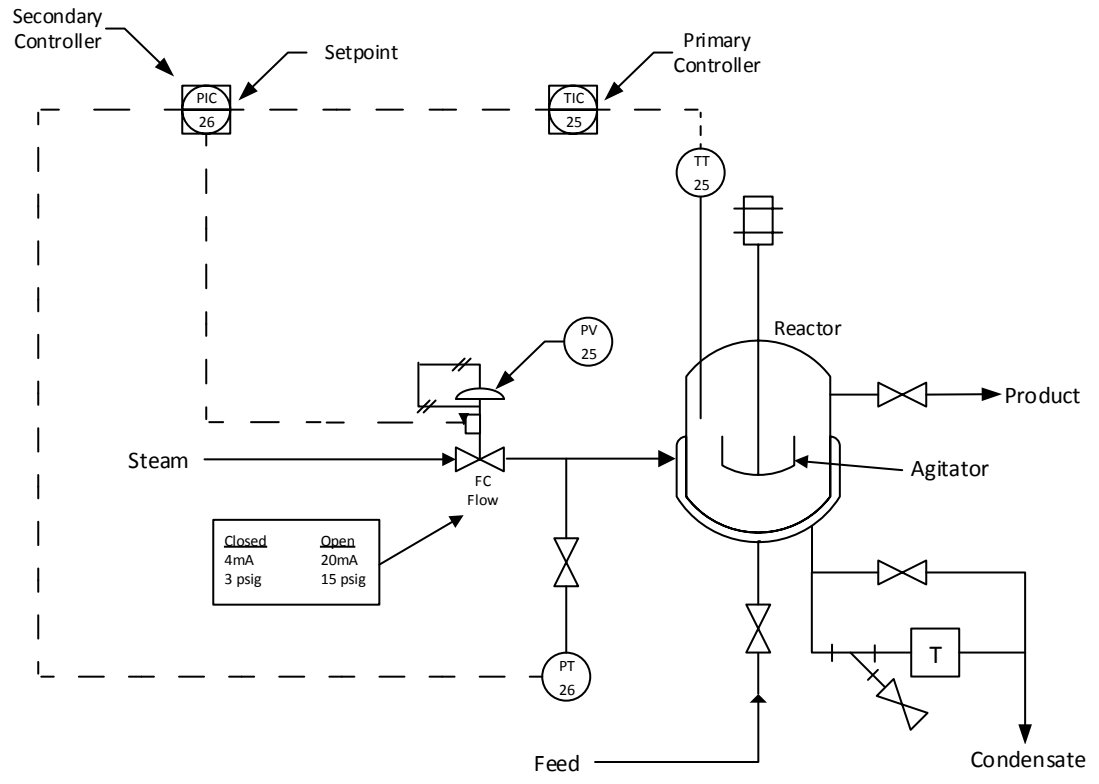 Secondary
Controller
Setpoint
Primary
Controller
PIC
26
TIC
25
TT
25
PV
25
Reactor
Product
Steam
FC
Flow
Agitator
Closed Open
4mA 20mA
3 psig 15 psig
T
PT
26
Feed
Condensate